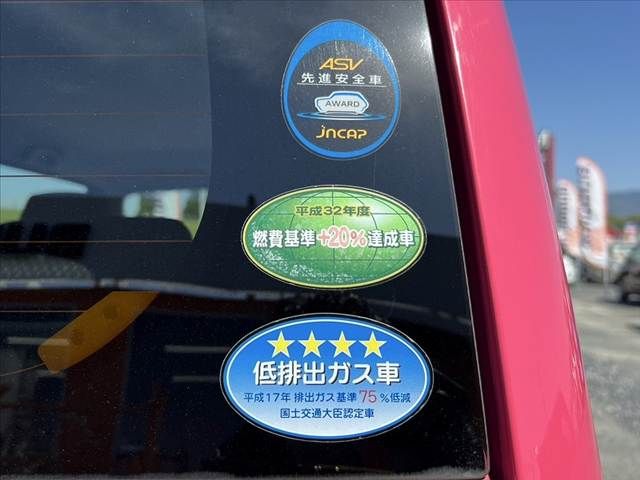 ASV
先進安全車
AWARD
JNCAP
平成32年度
燃費基準+20%達成車
低排出ガス車
平成17年 排出ガス基準75%低減
国土交通大臣認定車